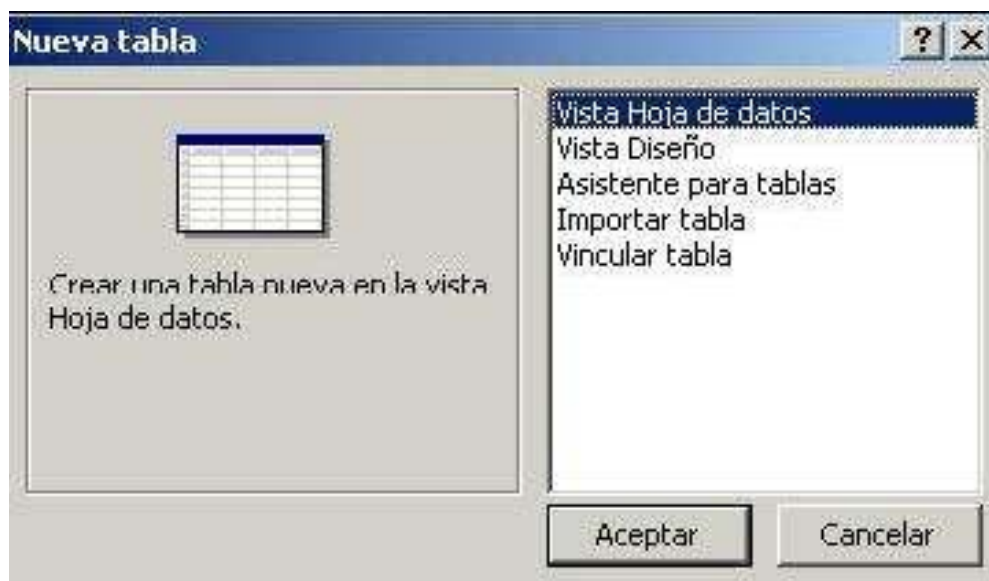 Nueva tabla
Crear una tabla nueva en la vista
Hoja de datos.
Vista Hoja de datos
Vista Diseño
Asistente para tablas
Importar tabla
Vincular tabla
Aceptar
Cancelar